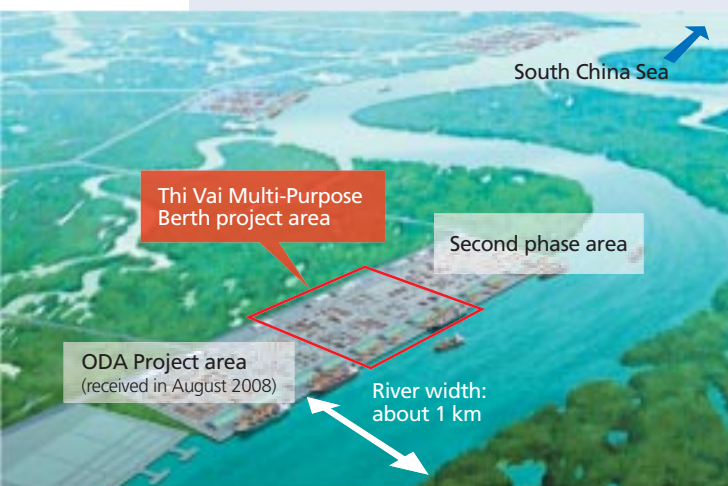 South China Sea
Thi Vai Multi-Purpose
Berth project area
Second phase area
ODA Project area
(received in August 2008)
River width:
about 1 km